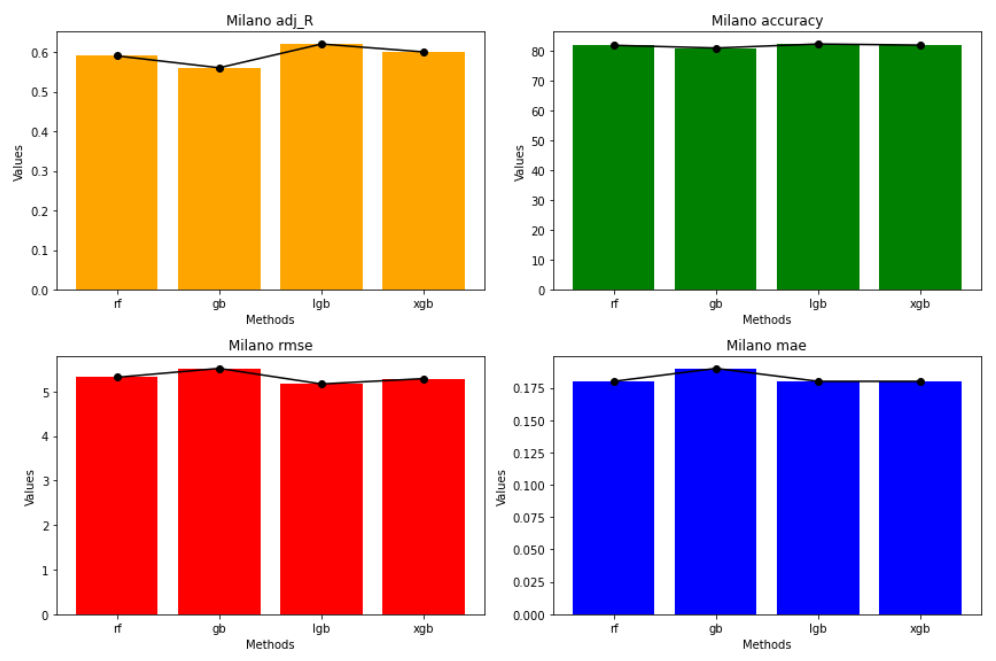 Milano adj_R
Values
0.6
0.5
0.4
0.3
0.2
0.1
0.0
rf gb lgb xgb
Methods
Milano accuracy
Values
80
70
60
50
40
30
20
10
0
rf gb lgb xgb
Methods
Milano rmse
Values
5
4
3
2
1
0
rf gb lgb xgb
Methods
Milano mae
Values
0.175
0.150
0.125
0.100
0.075
0.050
0.025
0.000
rf gb lgb xgb
Methods